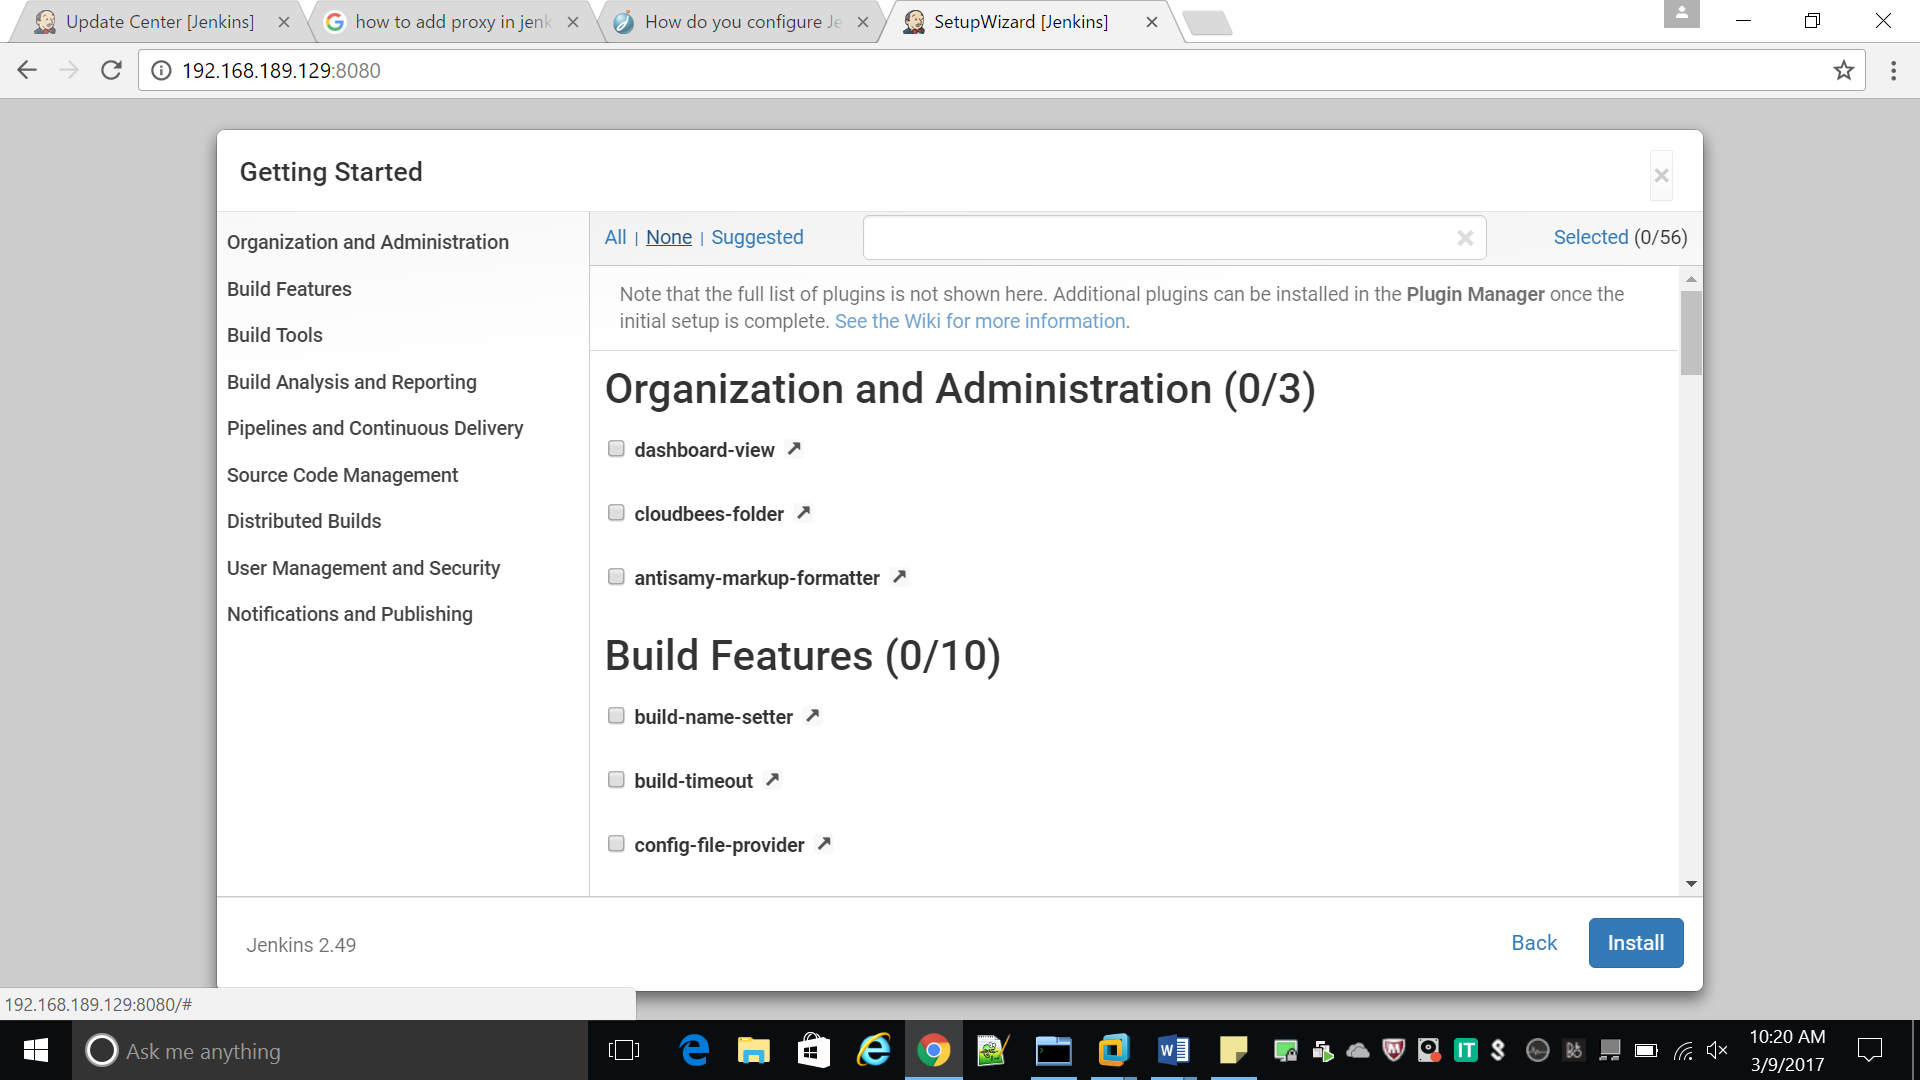 Update Center [Jenkins]
how to add proxy in jenk
How do you configure Je
SetupWizard [Jenkins]
192.168.189.129:8080
Getting Started
Organization and Administration
Build Features
Build Tools
Build Analysis and Reporting
Pipelines and Continuous Delivery
Source Code Management
Distributed Builds
User Management and Security
Notifications and Publishing
All | None | Suggested
Selected (0/56)
Note that the full list of plugins is not shown here. Additional plugins can be installed in the Plugin Manager once the
initial setup is complete. See the Wiki for more information.
Organization and Administration (0/3)
dashboard-view
cloudbees-folder
antisamy-markup-formatter
Build Features (0/10)
build-name-setter
build-timeout
config-file-provider
Jenkins 2.49
Back
Install
192.168.189.129:8080/#
Ask me anything
IT
10:20 AM
3/9/2017